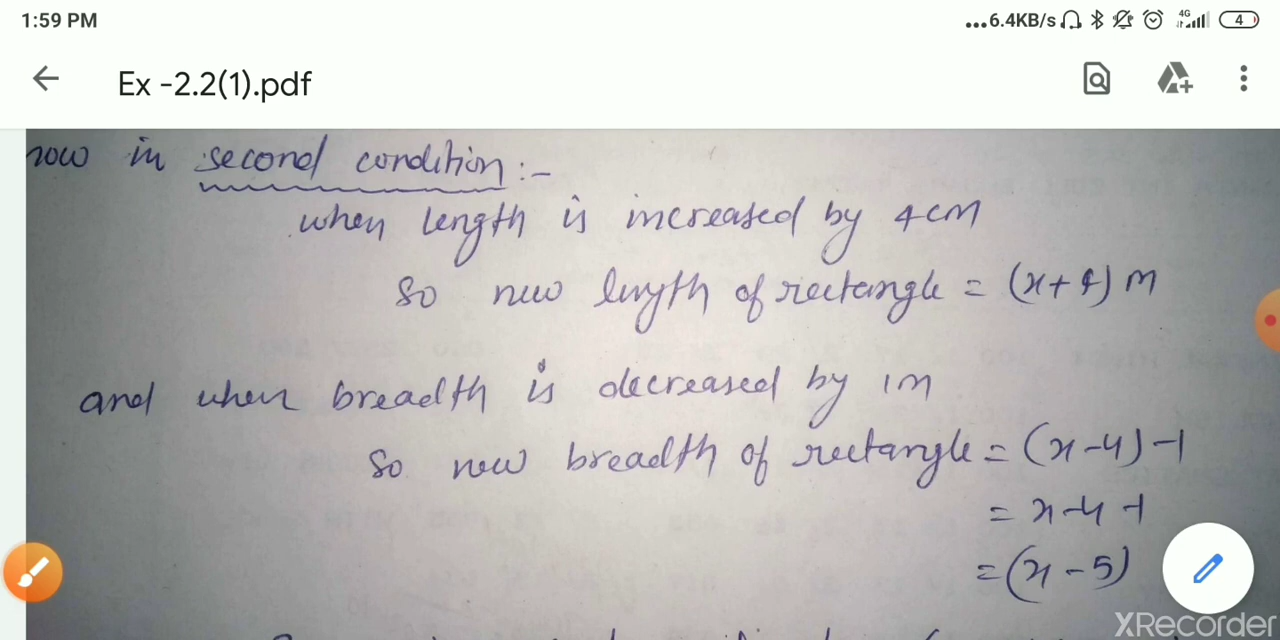 1:59 PM
...6.4KB/s 4G 4
Ex -2.2(1).pdf
now in second condition:-
when length is increased by 4cm
So new length of rectangle = (x+4) m
and when breadth is decreased by 1m
So new breadth of rectangle = (x-4)-1
= x-4-1
= (x-5)
XRecorder